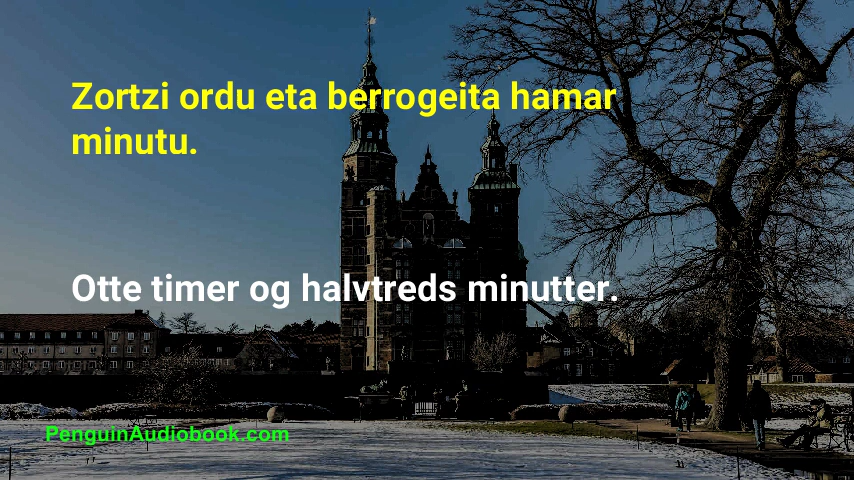 Zortzi ordu eta berrogeita hamar
minutu.
Otte timer og halvtreds minutter.
PenguinAudiobook.com